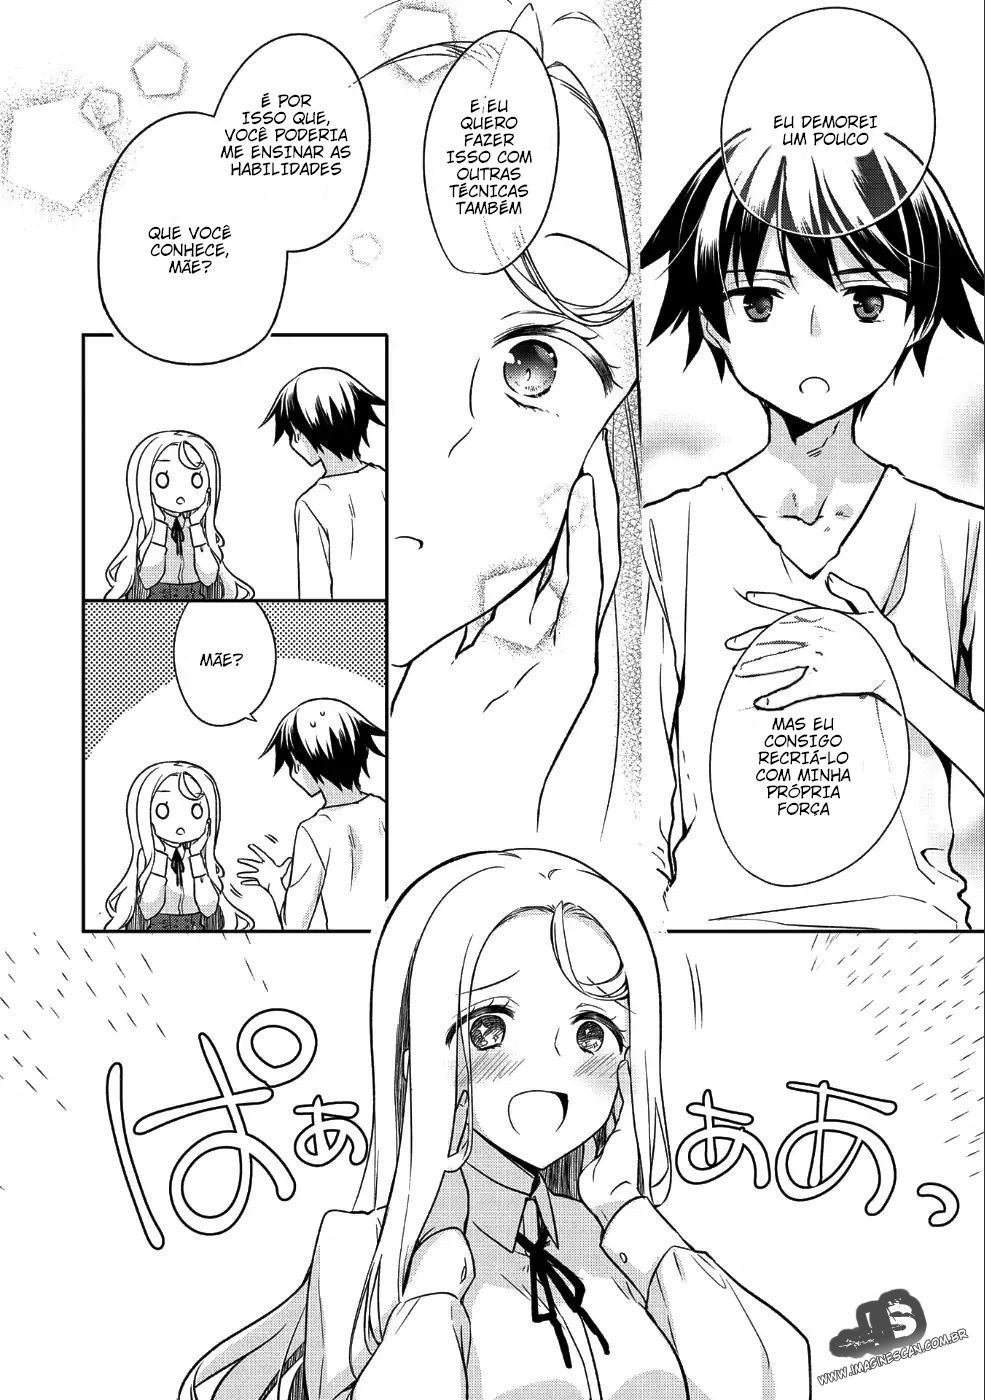 EU DEMOREI
UM POUCO
MAS EU
CONSIGO
RECRIÁ-LO
COM MINHA
PRÓPRIA
FORÇA
E EU
QUERO
FAZER
ISSO COM
OUTRAS
TÉCNICAS
TAMBÉM
É POR
ISSO QUE,
VOCÊ PODERIA
ME ENSINAR AS
HABILIDADES
QUE VOCÊ
CONHECE,
MÃE?
MÃE?
ぱぁぁあっ
IS
WWW.IMAGINESCAN.COM.BR